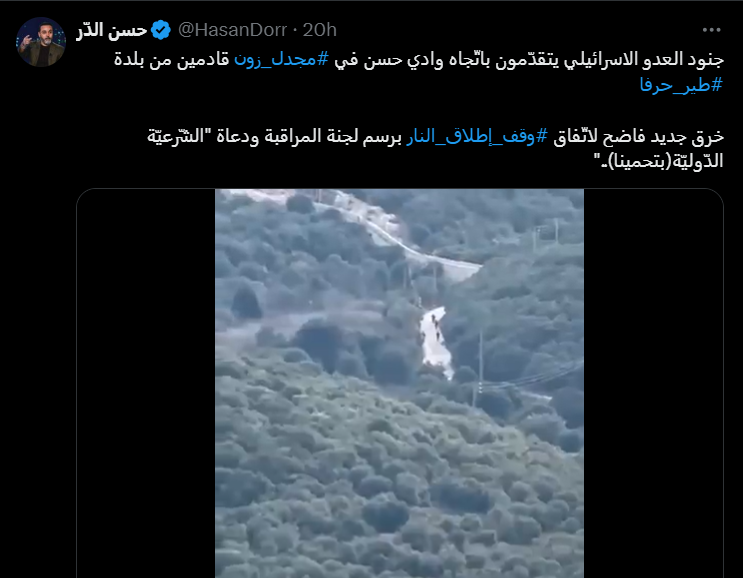 حسن الدّر @HasanDorr · 20h
جنود العدو الاسرائيلي يتقدّمون باتّجاه وادي حسن في #مجدل_زون قادمين من بلدة
#طير_حرفا
خرق جديد فاضح لاتّفاق #وقف_إطلاق_النار برسم لجنة المراقبة ودعاة "الشّرعيّة
الدّوليّة(بتحمينا).."